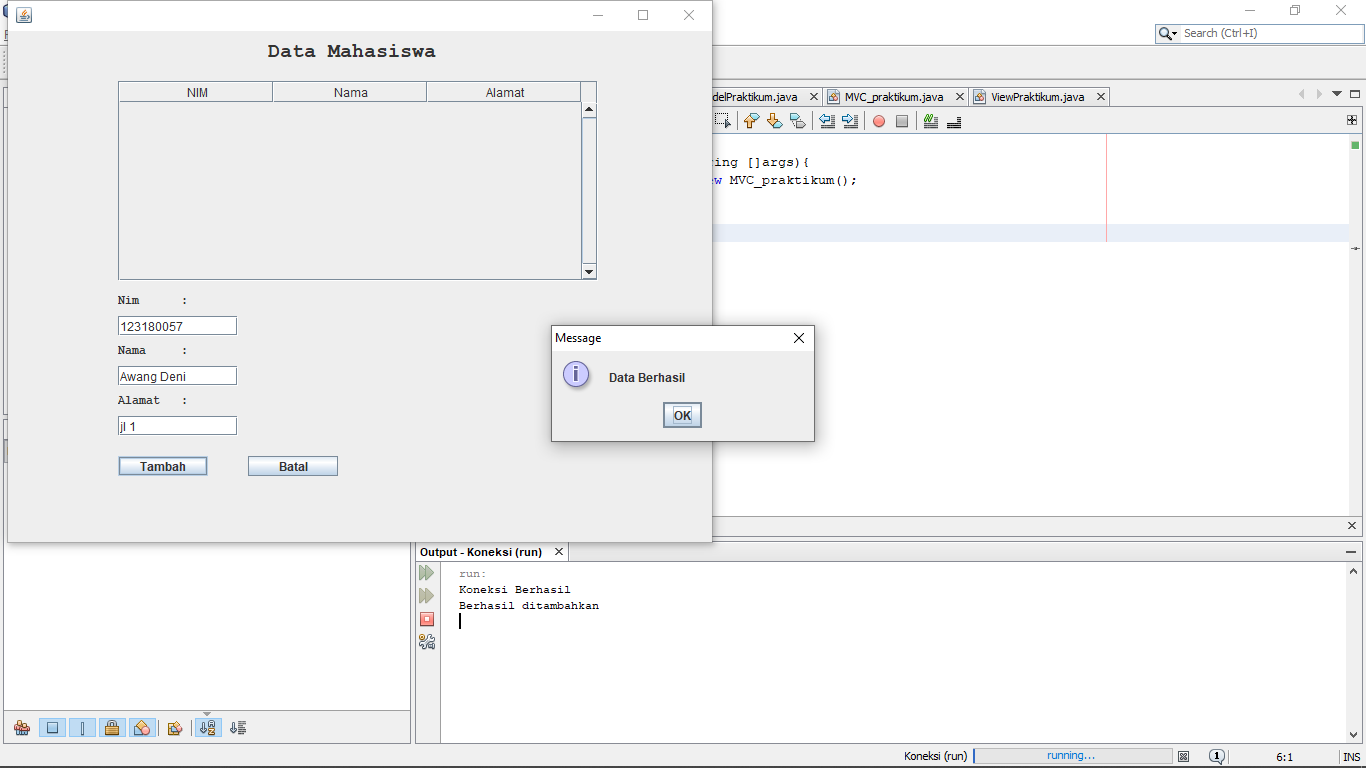 Data Mahasiswa
NIM Nama Alamat
Nim :
123180057
Nama :
Awang Deni
Alamat :
jl 1
Tambah Batal
Message
Data Berhasil
OK
Search (Ctrl+I)
delPraktikum.java MVC_praktikum.java ViewPraktikum.java
ing []args){
w MVC_praktikum();
Output - Koneksi (run)
run:
Koneksi Berhasil
Berhasil ditambahkan
Koneksi (run) running... 1 6:1 INS